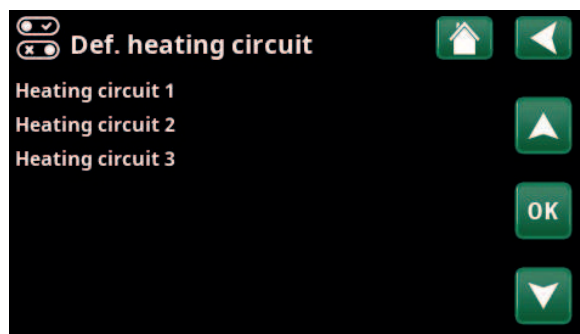 Def. heating circuit
Heating circuit 1
Heating circuit 2
Heating circuit 3
OK